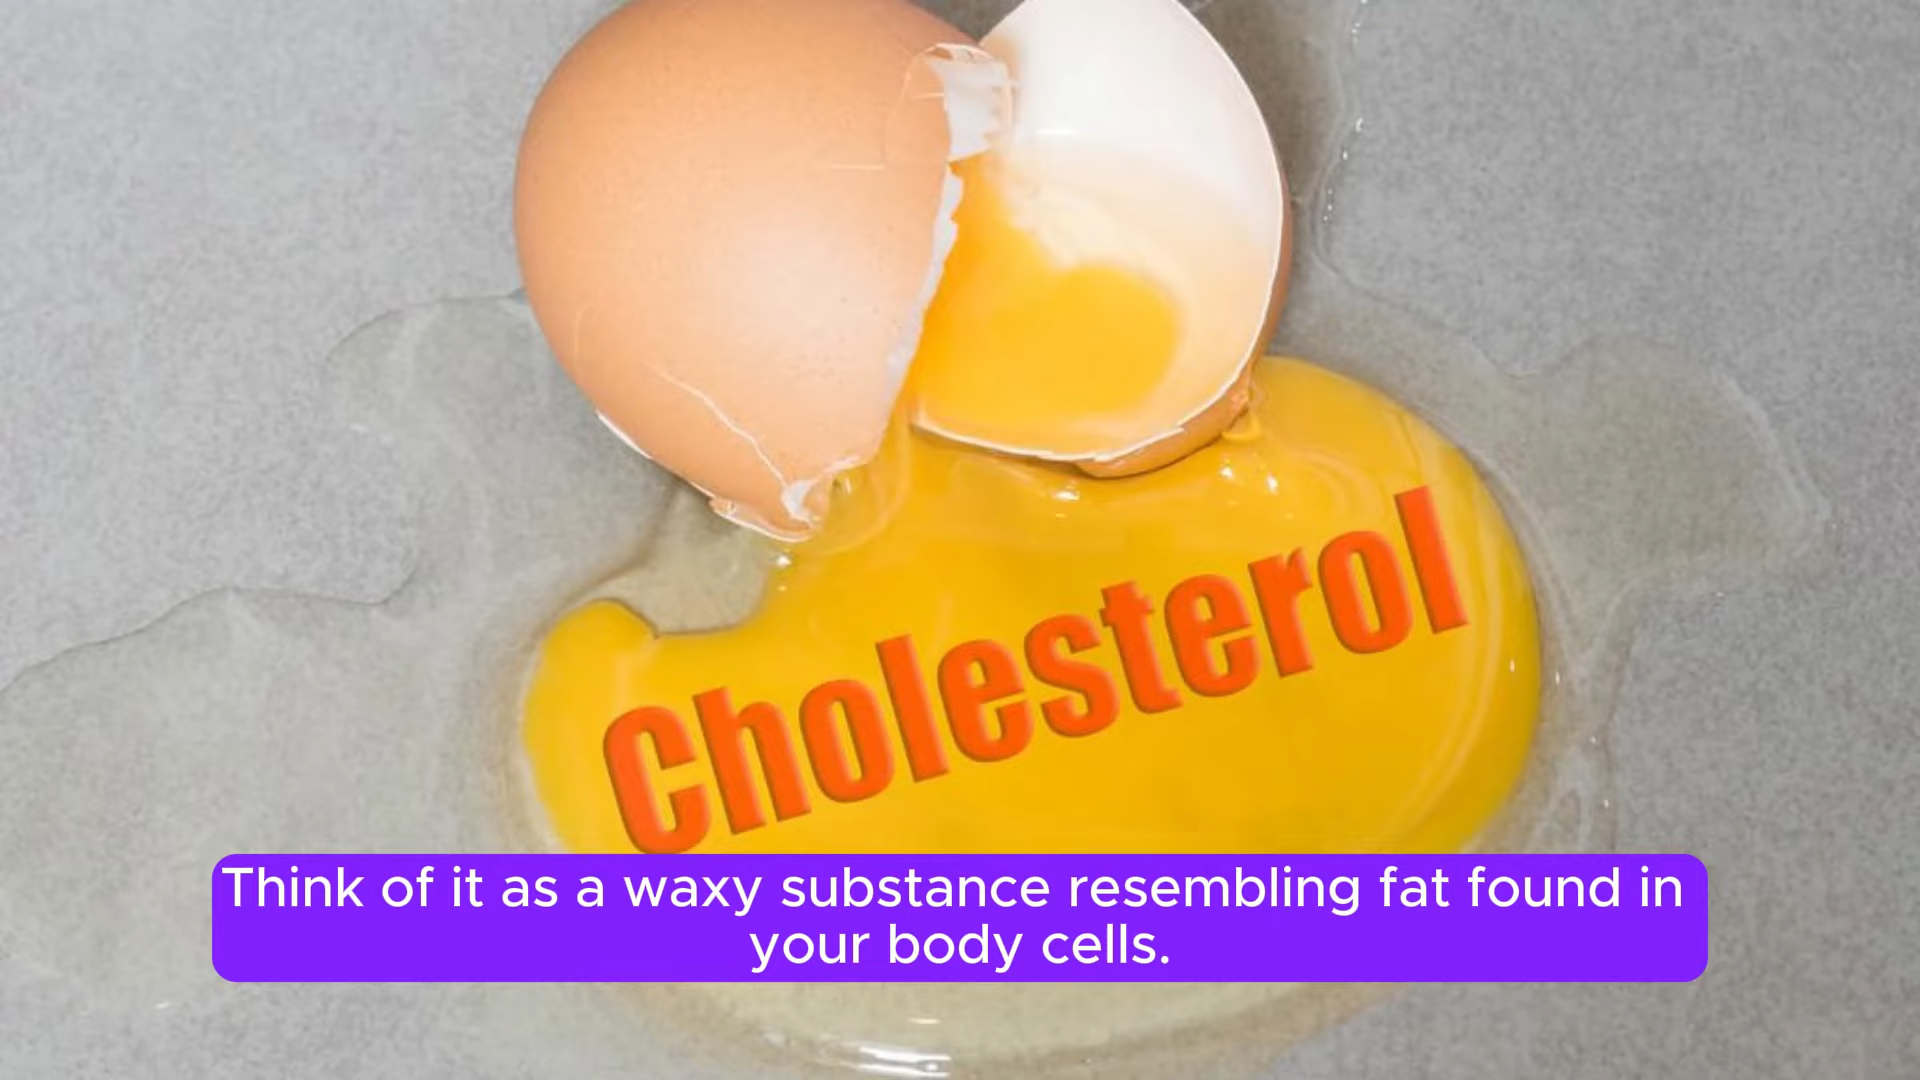 Cholesterol
Think of it as a waxy substance resembling fat found in
your body cells.